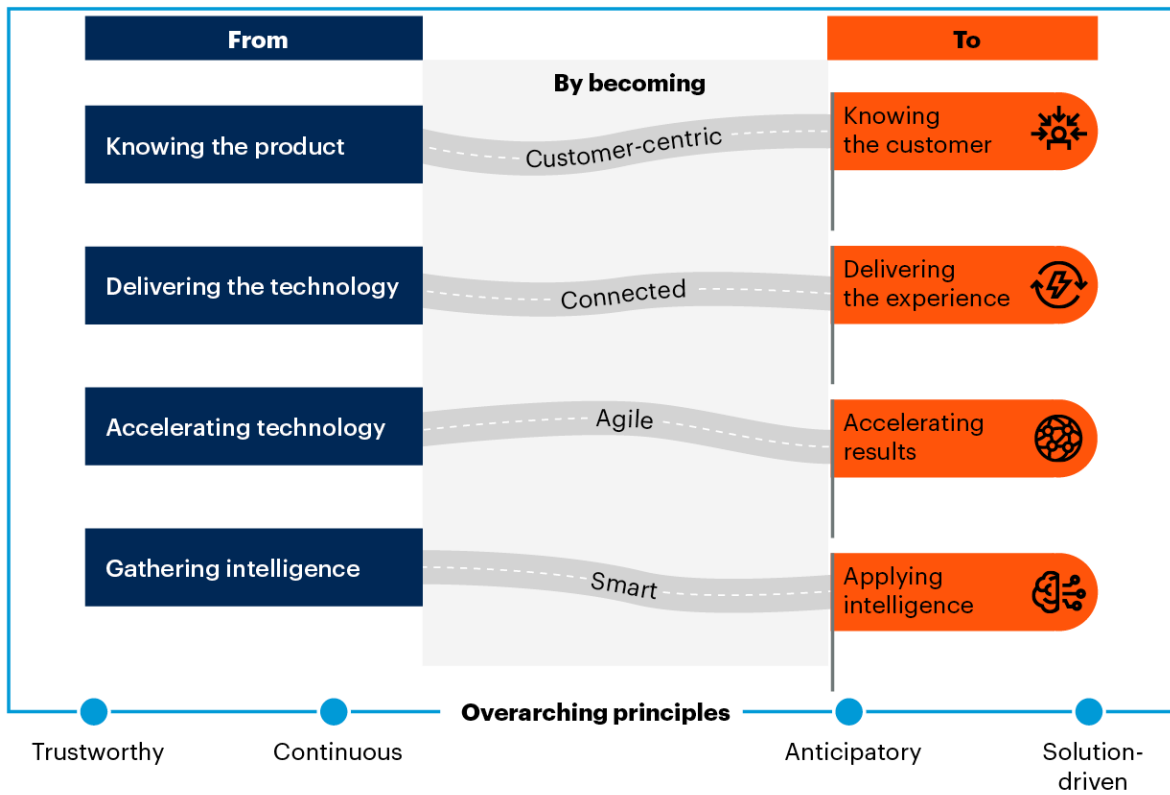 From
To
By becoming
Knowing the product
Customer-centric
Knowing
the customer
Delivering the technology
Connected
Delivering
the experience
Accelerating technology
Agile
Accelerating
results
Gathering intelligence
Smart
Applying
intelligence
Overarching principles
Trustworthy
Continuous
Anticipatory
Solution-
driven